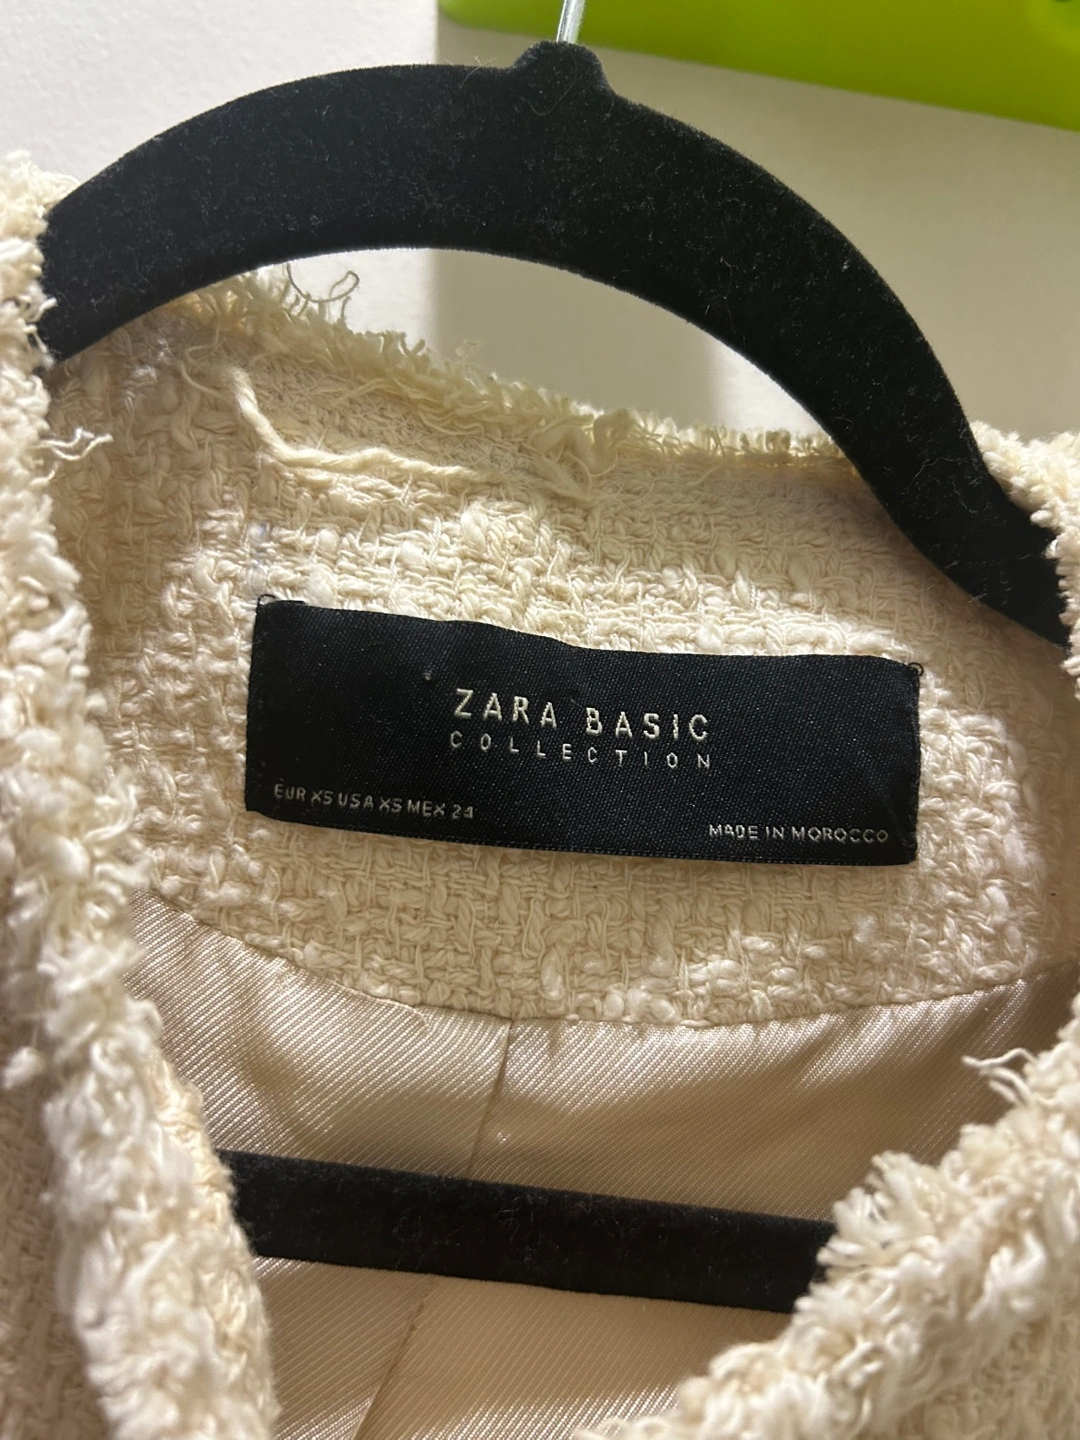 ZARA BASIC
COLLECTION
EUR XS USA XS MEX 24
MADE IN MOROCCO